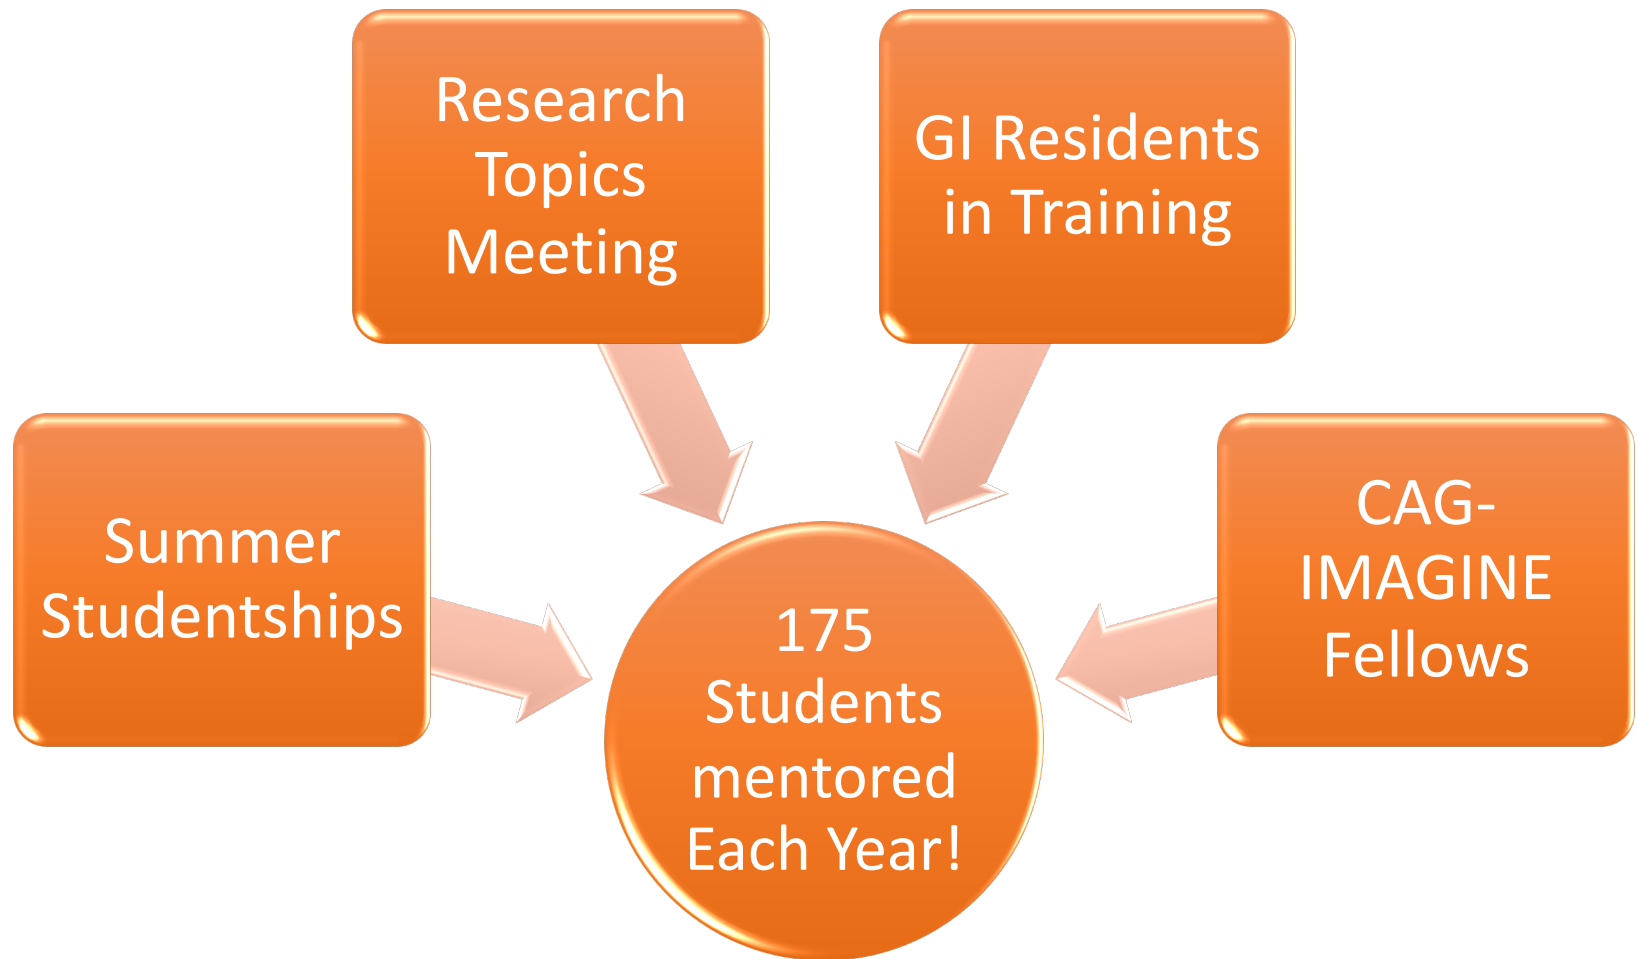 Research
Topics
Meeting
GI Residents
in Training
Summer
Studentships
CAG-
IMAGINE
Fellows
175
Students
mentored
Each Year!